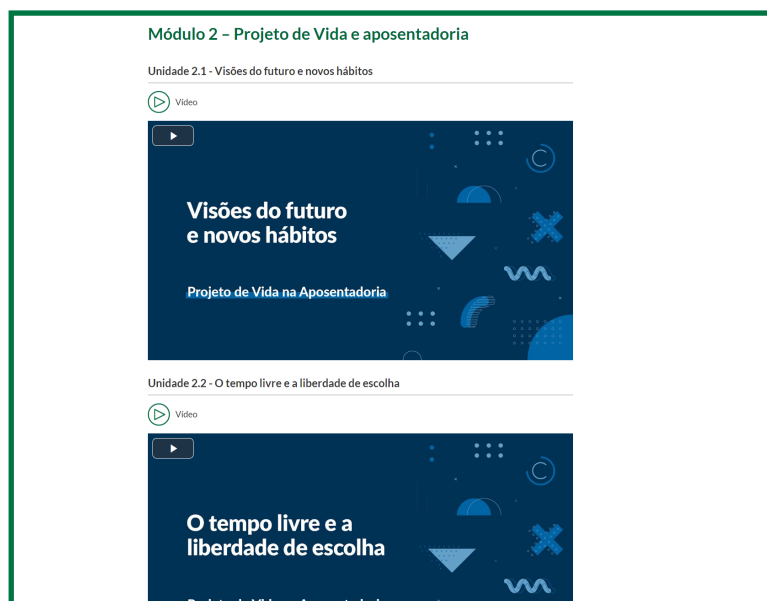 Módulo 2 – Projeto de Vida e aposentadoria
Unidade 2.1 - Visões do futuro e novos hábitos
Vídeo
Visões do futuro
e novos hábitos
Projeto de Vida na Aposentadoria
Unidade 2.2 - O tempo livre e a liberdade de escolha
Vídeo
O tempo livre e a
liberdade de escolha